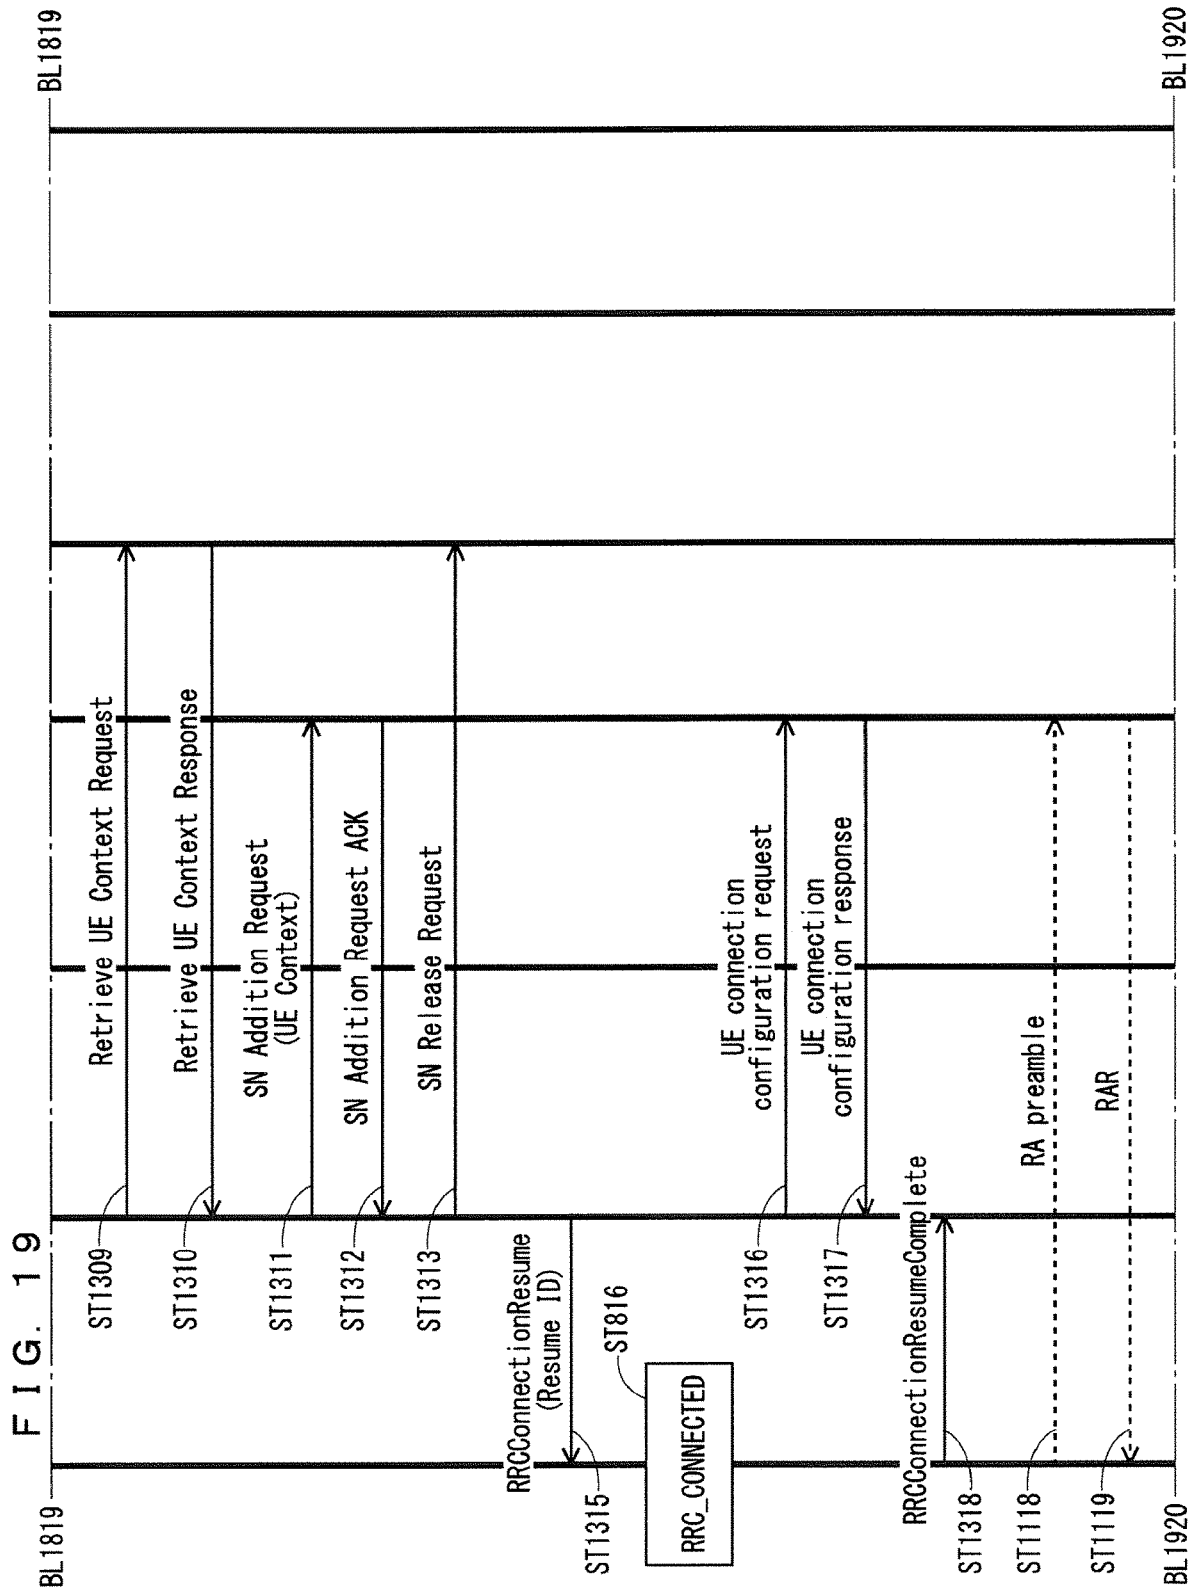 FIG. 19
BL1819
BL1819
Retrieve UE Context Request
ST1309
Retrieve UE Context Response
ST1310
SN Addition Request
(UE Context)
ST1311
SN Addition Request ACK
ST1312
SN Release Request
ST1313
RRCConnectionResume
(Resume ID)
ST1315
ST816
RRC_CONNECTED
UE connection
configuration request
ST1316
UE connection
configuration response
ST1317
RRCConnectionResumeComplete
ST1318
RA preamble
ST1118
RAR
ST1119
BL1920
BL1920